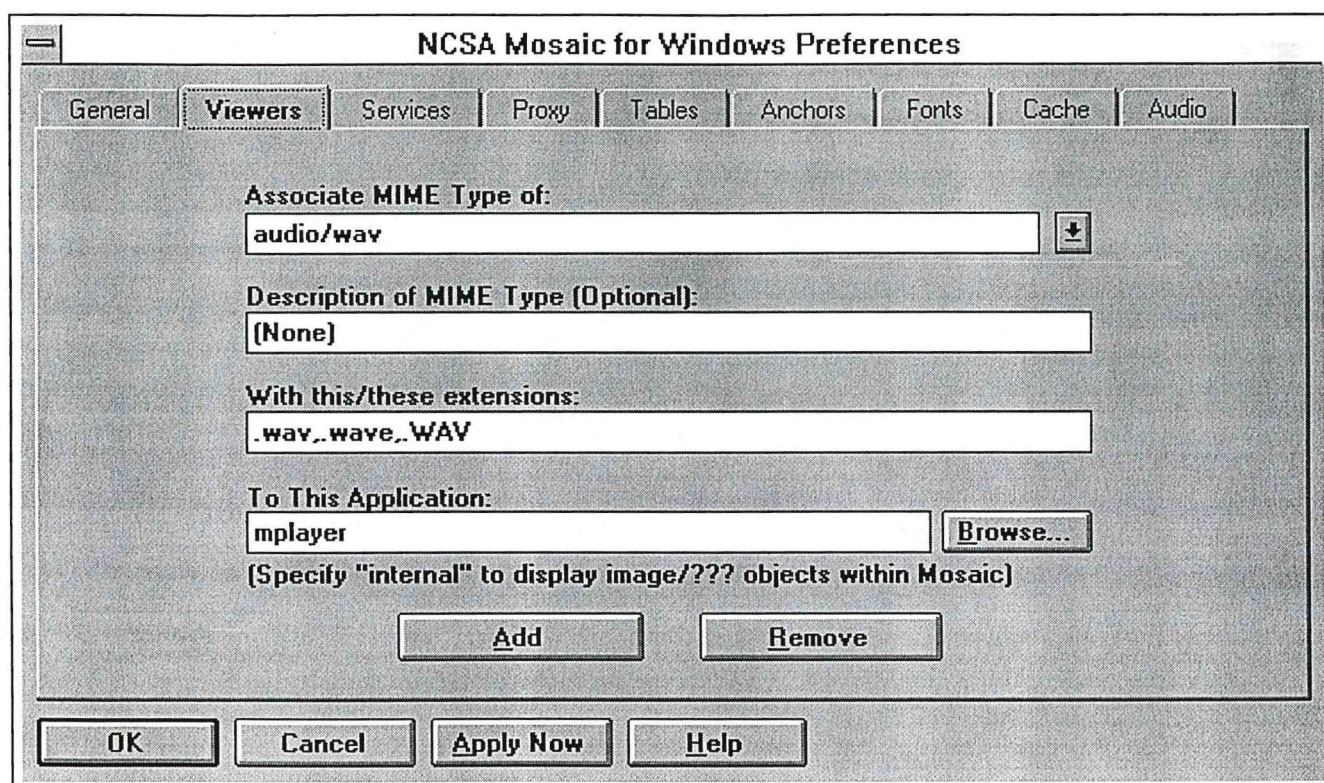 NCSA Mosaic for Windows Preferences
General Viewers Services Proxy Tables Anchors Fonts Cache Audio
Associate MIME Type of:
audio/wav
Description of MIME Type (Optional):
(None)
With this/these extensions:
.wav,.wave,.WAV
To This Application:
mplayer Browse...
(Specify "internal" to display image/??? objects within Mosaic)
Add Remove
OK Cancel Apply Now Help